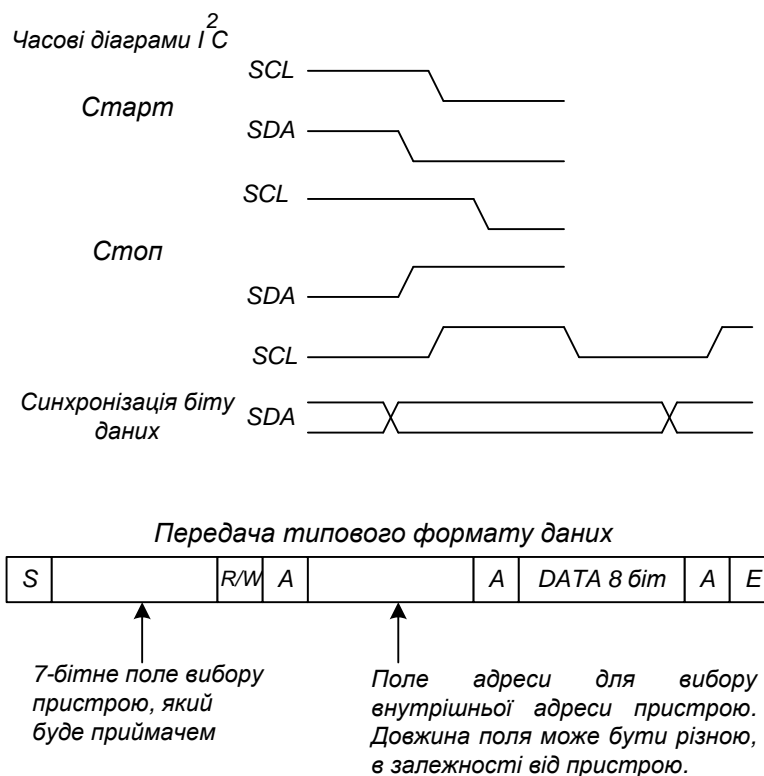 Часові діаграми I²C
SCL
Старт
SDA
SCL
Стоп
SDA
SCL
Синхронізація біту
даних
SDA
Передача типового формату даних
S R/W A A DATA 8 біт A E
7-бітне поле вибору
пристрою, який
буде приймачем
Поле адреси для вибору
внутрішньої адреси пристрою.
Довжина поля може бути різною,
в залежності від пристрою.